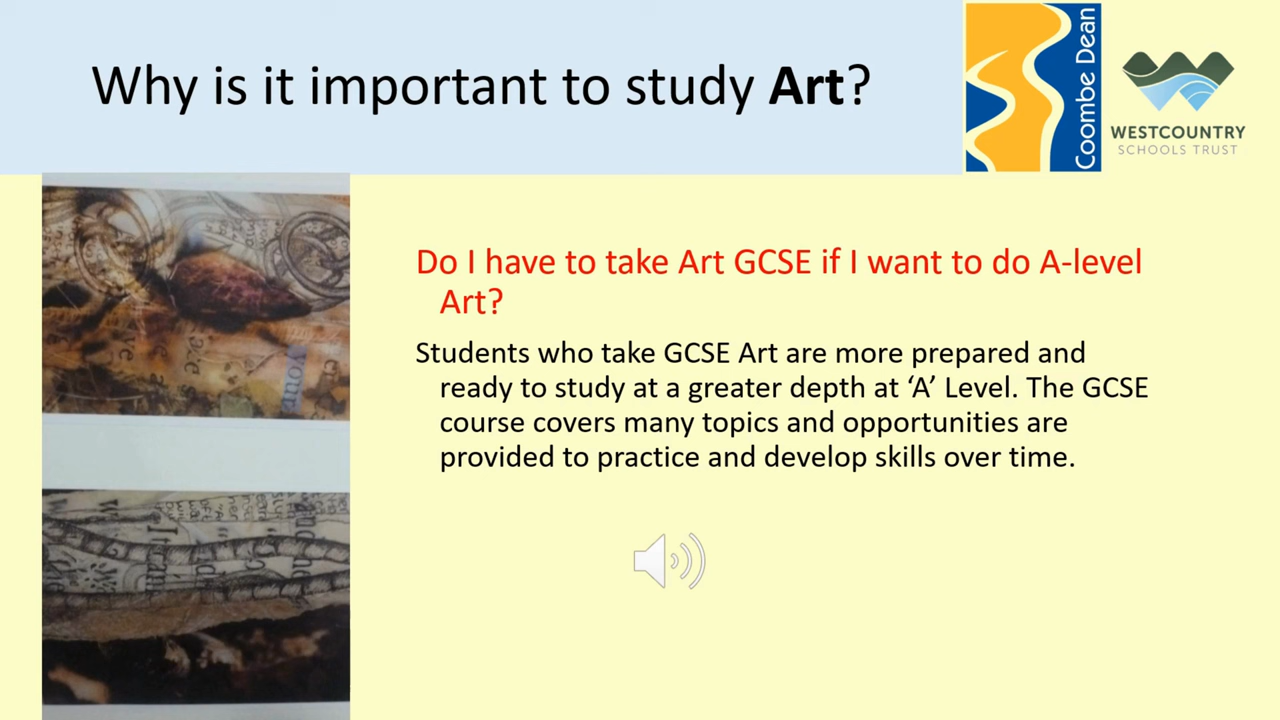 Why is it important to study Art?
Coombe Dean
WESTCOUNTRY
SCHOOLS TRUST
Do I have to take Art GCSE if I want to do A-level
Art?
Students who take GCSE Art are more prepared and
ready to study at a greater depth at ‘A’ Level. The GCSE
course covers many topics and opportunities are
provided to practice and develop skills over time.
your